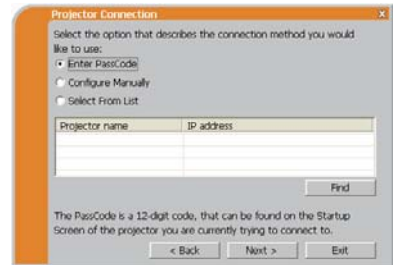 Projector Connection x
Select the option that describes the connection method you would
like to use:
Enter PassCode
Configure Manually
Select From List
Projector name IP address
Find
The PassCode is a 12-digit code, that can be found on the Startup
Screen of the projector you are currently trying to connect to.
< Back Next > Exit